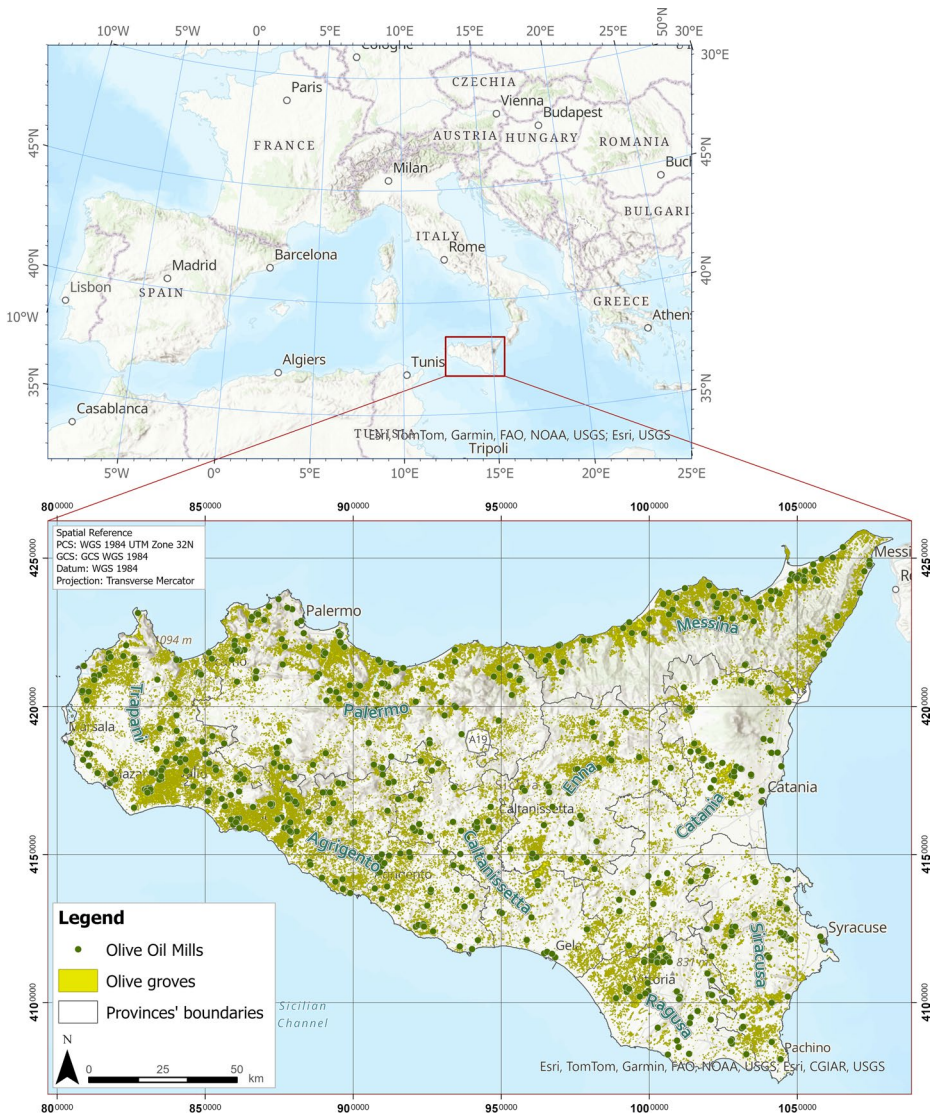 10°W 5°W 0° 5°E 10°E 15°E 20°E 25°E 50°N 30°E
30°E
Cologne
CZECHIA
Paris
Vienna
Budapest
AUSTRIA HUNGARY
ROMANIA
FRANCE
45°N
45°N
Milan
BULGARI
ITALY
Rome
Barcelona
Madrid
40°N
40°N
Lisbon
SPAIN
GREECE
10°W
Athen
Algiers
Tunis
35°N
35°N
Casablanca
Esri, TomTom, Garmin, FAO, NOAA, USGS; Esri, USGS
Tripoli
5°W 0° 5°E 10°E 15°E 20°E 25°E
800000 850000 900000 950000 1000000 1050000
Spatial Reference
PCS: WGS 1984 UTM Zone 32N
GCS: GCS WGS 1984
Datum: WGS 1984
Projection: Transverse Mercator
4250000
4250000
Messi
Palermo
Messina
1094 m
Trapani
Palermo
4200000
4200000
Marsala
A19
Enna
Catania
Catania
Caltanissetta
4150000
4150000
Agrigento
Caltanissetta
Legend
Olive Oil Mills
Olive groves
Provinces' boundaries
Gela
Siracusa
Syracuse
Ragusa
4100000
4100000
Sicilian
Channel
Pachino
N
0 25 50
km
Esri, TomTom, Garmin, FAO, NOAA, USGS; Esri, CGIAR, USGS
800000 850000 900000 950000 1000000 1050000